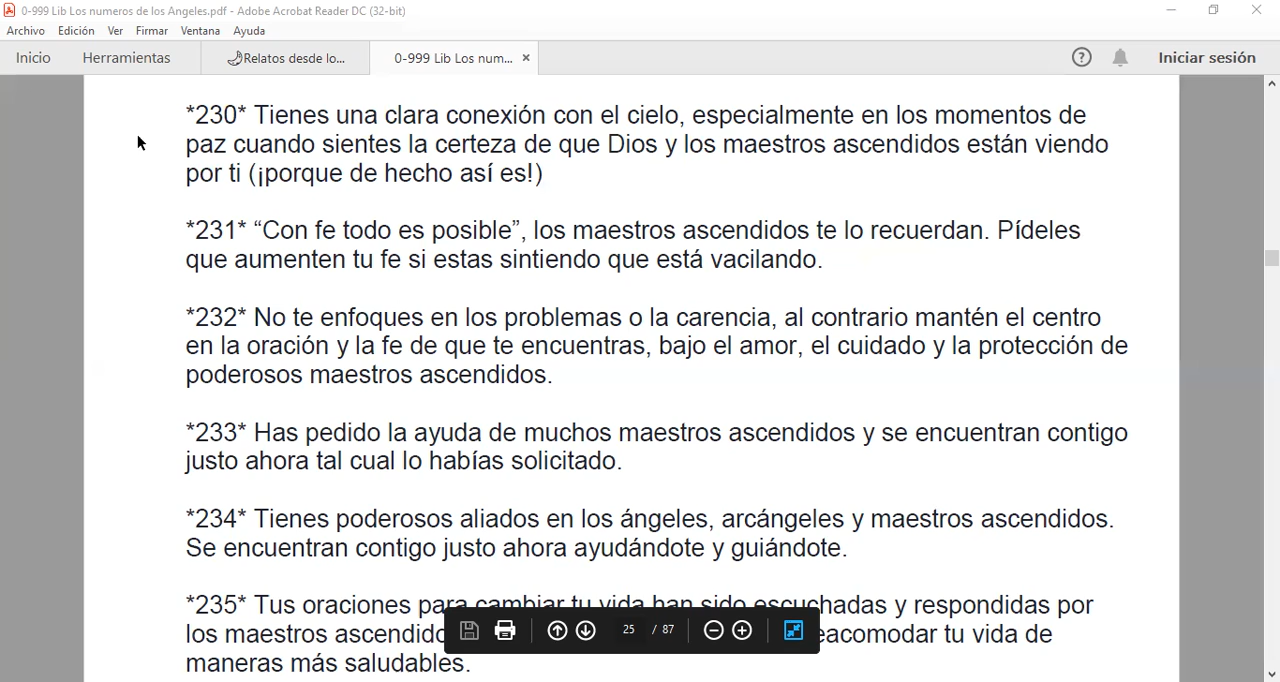 0-999 Lib Los numeros de los Angeles.pdf - Adobe Acrobat Reader DC (32-bit)
Archivo Edición Ver Firmar Ventana Ayuda
Inicio Herramientas Relatos desde lo... 0-999 Lib Los num... × ? Iniciar sesión
*230* Tienes una clara conexión con el cielo, especialmente en los momentos de
paz cuando sientes la certeza de que Dios y los maestros ascendidos están viendo
por ti (¡porque de hecho así es!)
*231* “Con fe todo es posible”, los maestros ascendidos te lo recuerdan. Pídeles
que aumenten tu fe si estas sintiendo que está vacilando.
*232* No te enfoques en los problemas o la carencia, al contrario mantén el centro
en la oración y la fe de que te encuentras, bajo el amor, el cuidado y la protección de
poderosos maestros ascendidos.
*233* Has pedido la ayuda de muchos maestros ascendidos y se encuentran contigo
justo ahora tal cual lo habías solicitado.
*234* Tienes poderosos aliados en los ángeles, arcángeles y maestros ascendidos.
Se encuentran contigo justo ahora ayudándote y guiándote.
*235* Tus oraciones para cambiar tu vida han sido escuchadas y respondidas por
los maestros tu vida de
maneras más saludables.
25 / 87